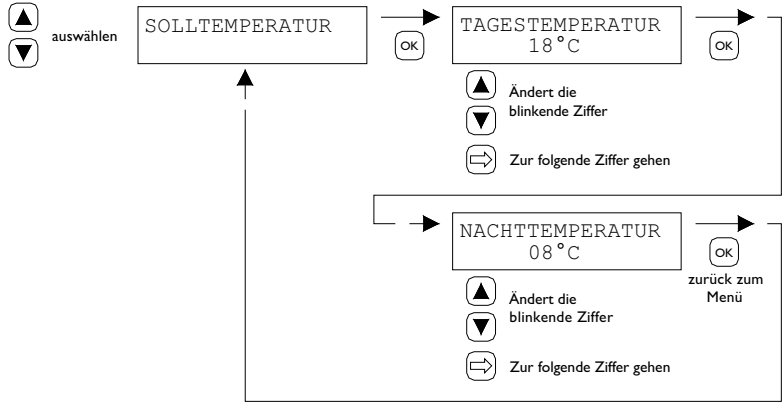 auswählen
SOLLTEMPERATUR
OK
TAGESTEMPERATUR
18°C
OK
Ändert die
blinkende Ziffer
Zur folgende Ziffer gehen
NACHTTEMPERATUR
08°C
OK
zurück zum
Menü
Ändert die
blinkende Ziffer
Zur folgende Ziffer gehen